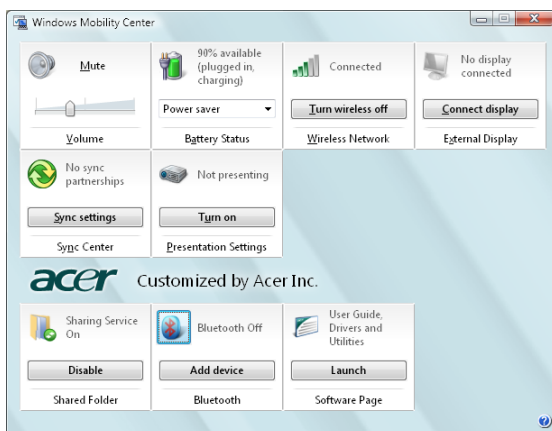 Windows Mobility Center
Mute
Volume
90% available
(plugged in,
charging)
Power saver
Battery Status
Connected
Turn wireless off
Wireless Network
No display
connected
Connect display
External Display
No sync
partnerships
Sync settings
Sync Center
Not presenting
Turn on
Presentation Settings
acer Customized by Acer Inc.
Sharing Service
On
Disable
Shared Folder
Bluetooth Off
Add device
Bluetooth
User Guide,
Drivers and
Utilities
Launch
Software Page